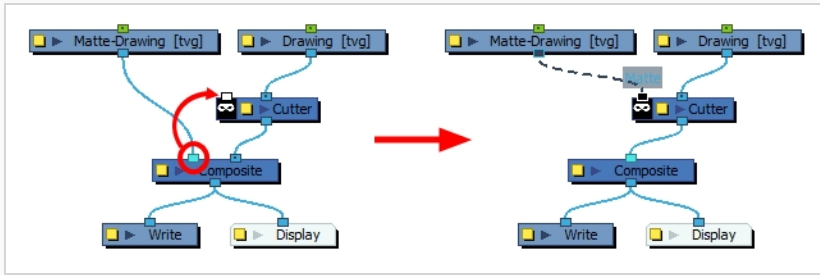 Matte-Drawing [tvg]
Drawing [tvg]
Cutter
Composite
Write
Display
Matte-Drawing [tvg]
Drawing [tvg]
Matte
Cutter
Composite
Write
Display